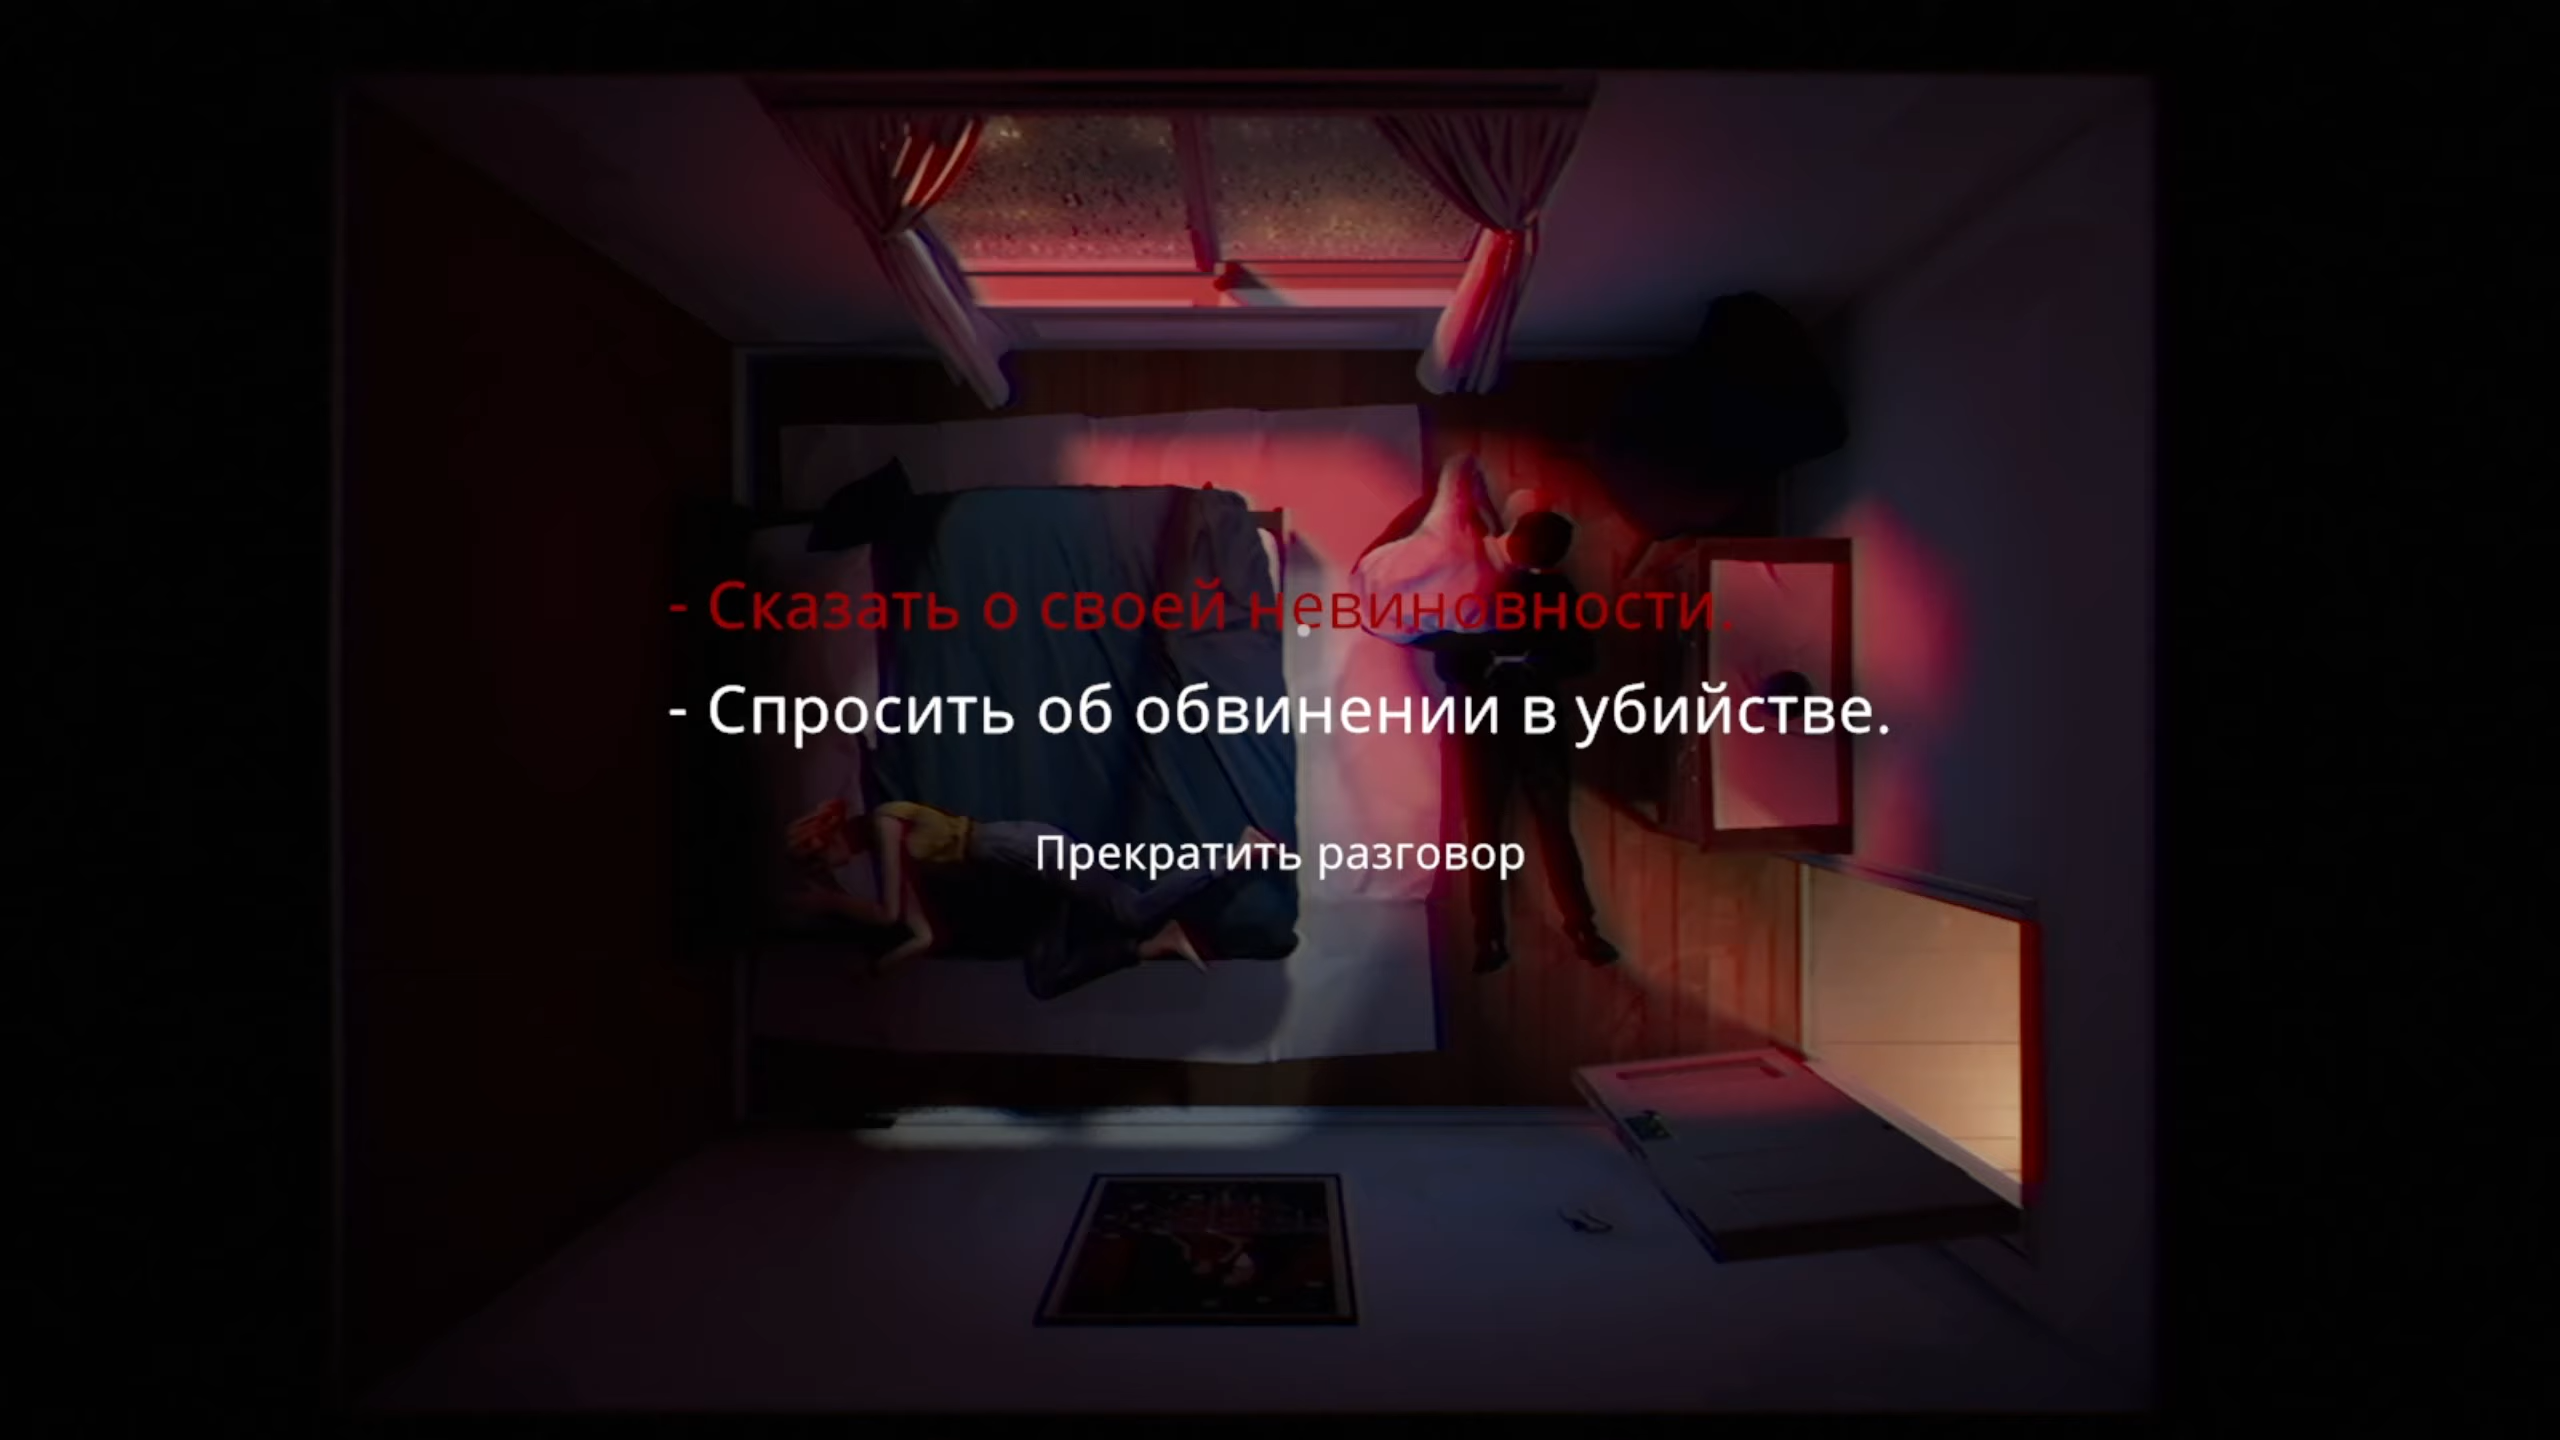 - Сказать о своей невиновности.
- Спросить об обвинении в убийстве.
Прекратить разговор